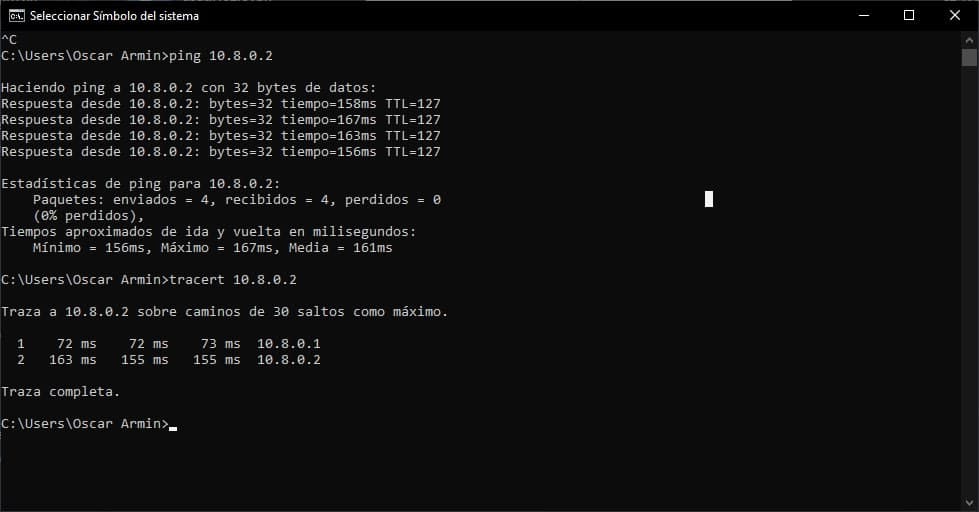 Seleccionar Símbolo del sistema
^C
C:\Users\Oscar Armin>ping 10.8.0.2
Haciendo ping a 10.8.0.2 con 32 bytes de datos:
Respuesta desde 10.8.0.2: bytes=32 tiempo=158ms TTL=127
Respuesta desde 10.8.0.2: bytes=32 tiempo=167ms TTL=127
Respuesta desde 10.8.0.2: bytes=32 tiempo=163ms TTL=127
Respuesta desde 10.8.0.2: bytes=32 tiempo=156ms TTL=127
Estadísticas de ping para 10.8.0.2:
    Paquetes: enviados = 4, recibidos = 4, perdidos = 0
    (0% perdidos),
Tiempos aproximados de ida y vuelta en milisegundos:
    Mínimo = 156ms, Máximo = 167ms, Media = 161ms
C:\Users\Oscar Armin>tracert 10.8.0.2
Traza a 10.8.0.2 sobre caminos de 30 saltos como máximo.
  1    72 ms    72 ms    73 ms  10.8.0.1
  2   163 ms   155 ms   155 ms  10.8.0.2
Traza completa.
C:\Users\Oscar Armin>